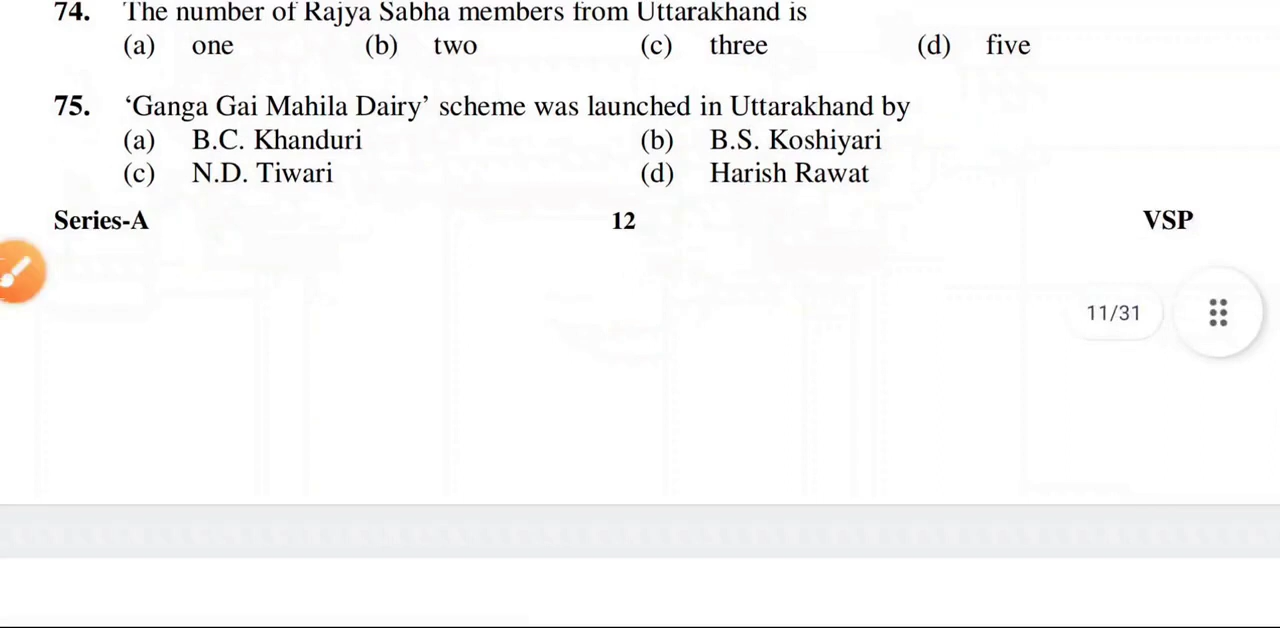 74. The number of Rajya Sabha members from Uttarakhand is
(a) one (b) two (c) three (d) five
75. ‘Ganga Gai Mahila Dairy’ scheme was launched in Uttarakhand by
(a) B.C. Khanduri (b) B.S. Koshiyari
(c) N.D. Tiwari (d) Harish Rawat
Series-A 12 VSP
11/31